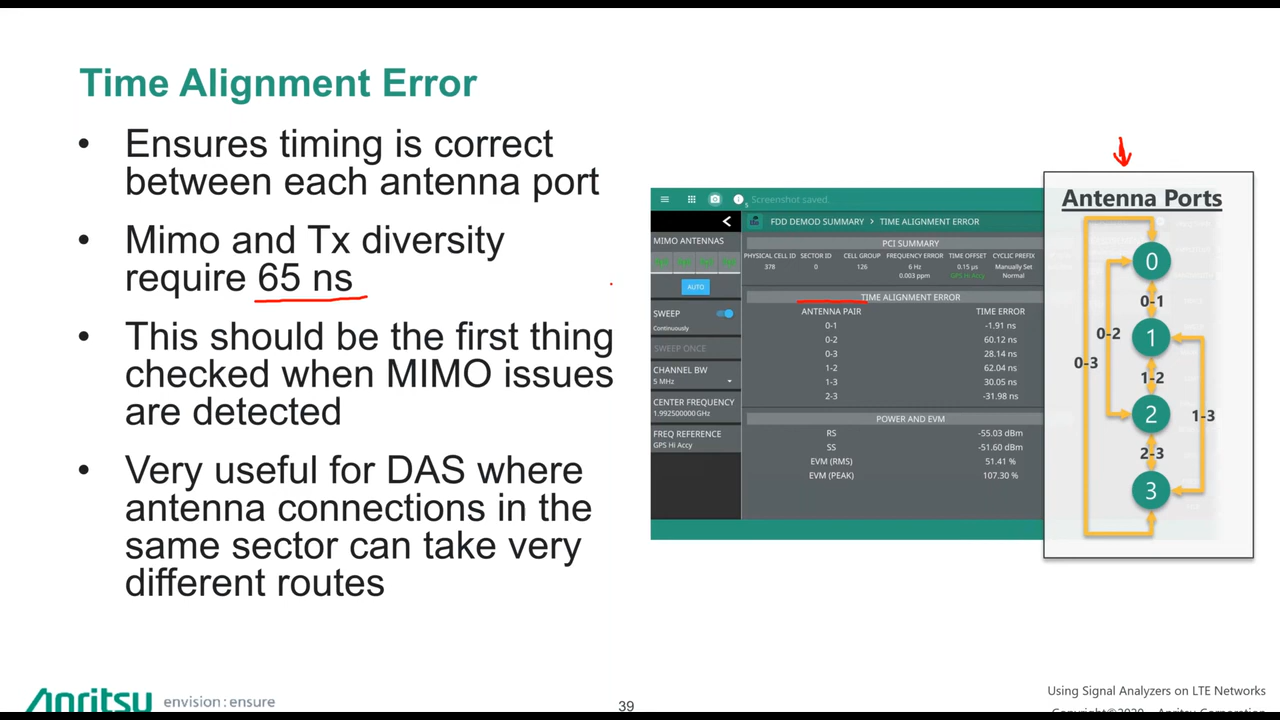 Time Alignment Error
• Ensures timing is correct
between each antenna port
• Mimo and Tx diversity
require 65 ns
• This should be the first thing
checked when MIMO issues
are detected
• Very useful for DAS where
antenna connections in the
same sector can take very
different routes
Screenshot saved.
FDD DEMOD SUMMARY > TIME ALIGNMENT ERROR
MIMO ANTENNAS
AUTO
SWEEP
Continuously
SWEEP ONCE
CHANNEL BW
5 MHz
CENTER FREQUENCY
1.992500000 GHz
FREQ REFERENCE
GPS Hi Accy
PCI SUMMARY
PHYSICAL CELL ID SECTOR ID CELL GROUP FREQUENCY ERROR TIME OFFSET CYCLIC PREFIX
378 0 126 6 Hz 0.15 µs Manually Set
0.003 ppm GPS Hi Accy Normal
TIME ALIGNMENT ERROR
ANTENNA PAIR TIME ERROR
0-1 -1.91 ns
0-2 60.12 ns
0-3 28.14 ns
1-2 62.04 ns
1-3 30.05 ns
2-3 -31.98 ns
POWER AND EVM
RS -55.03 dBm
SS -51.60 dBm
EVM (RMS) 51.41 %
EVM (PEAK) 107.30 %
Antenna Ports
0
0-1
0-2
1
0-3
1-2
2
1-3
2-3
3
Anritsu envision : ensure
39
Using Signal Analyzers on LTE Networks
Copyright©2020 Anritsu Corporation